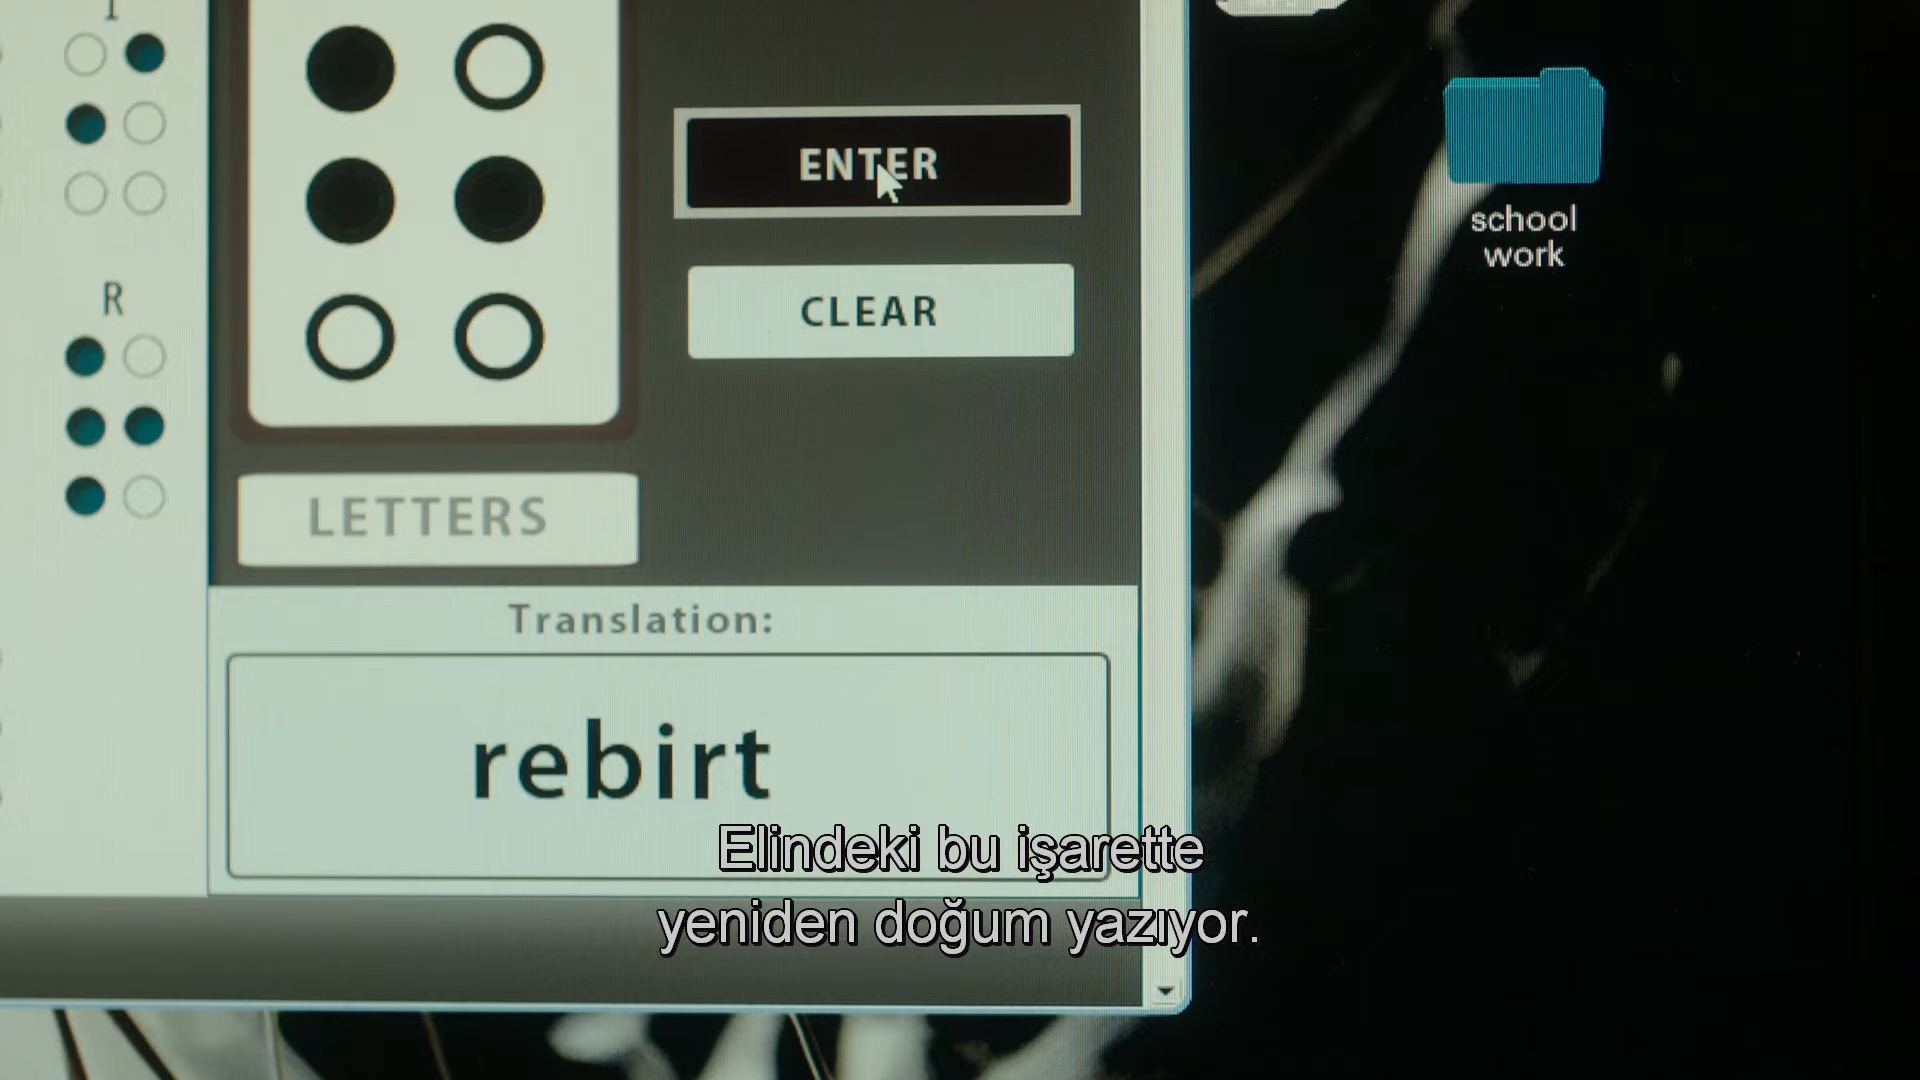 I
ENTER
school
work
R
CLEAR
LETTERS
Translation:
rebirt
Elindeki bu işarette
yeniden doğum yazıyor.